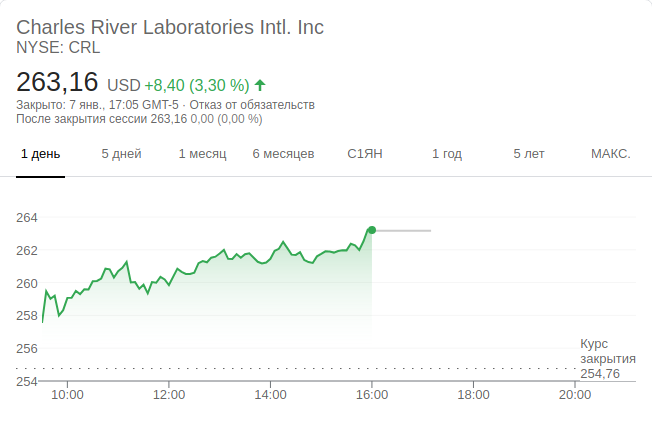 Charles River Laboratories Intl. Inc
NYSE: CRL
263,16 USD +8,40 (3,30 %)
Закрыто: 7 янв., 17:05 GMT-5 · Отказ от обязательств
После закрытия сессии 263,16 0,00 (0,00 %)
1 день 5 дней 1 месяц 6 месяцев С1ЯН 1 год 5 лет МАКС.
264
262
260
258
256
Курс
закрытия
254,76
254
10:00 12:00 14:00 16:00 18:00 20:00